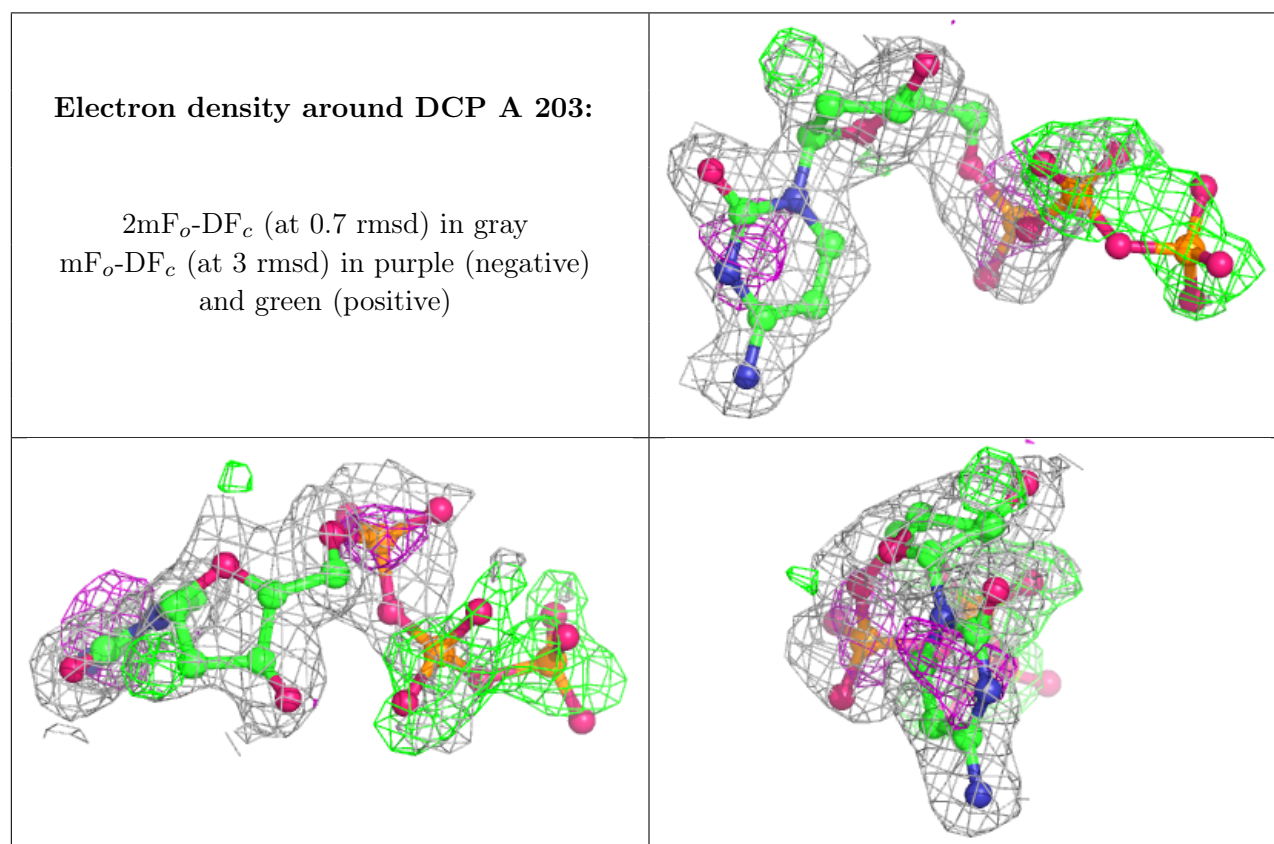 Electron density around DCP A 203:
2mFo-DFc (at 0.7 rmsd) in gray
mFo-DFc (at 3 rmsd) in purple (negative)
and green (positive)